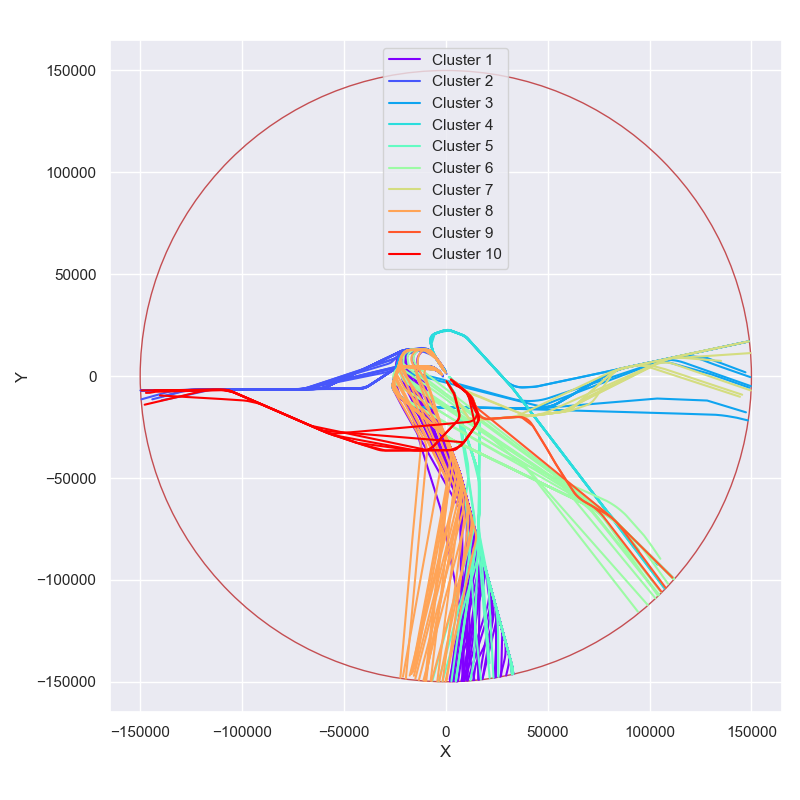 Cluster 1
Cluster 2
Cluster 3
Cluster 4
Cluster 5
Cluster 6
Cluster 7
Cluster 8
Cluster 9
Cluster 10
150000
100000
50000
0
−50000
−100000
−150000
Y
−150000 −100000 −50000 0 50000 100000 150000
X